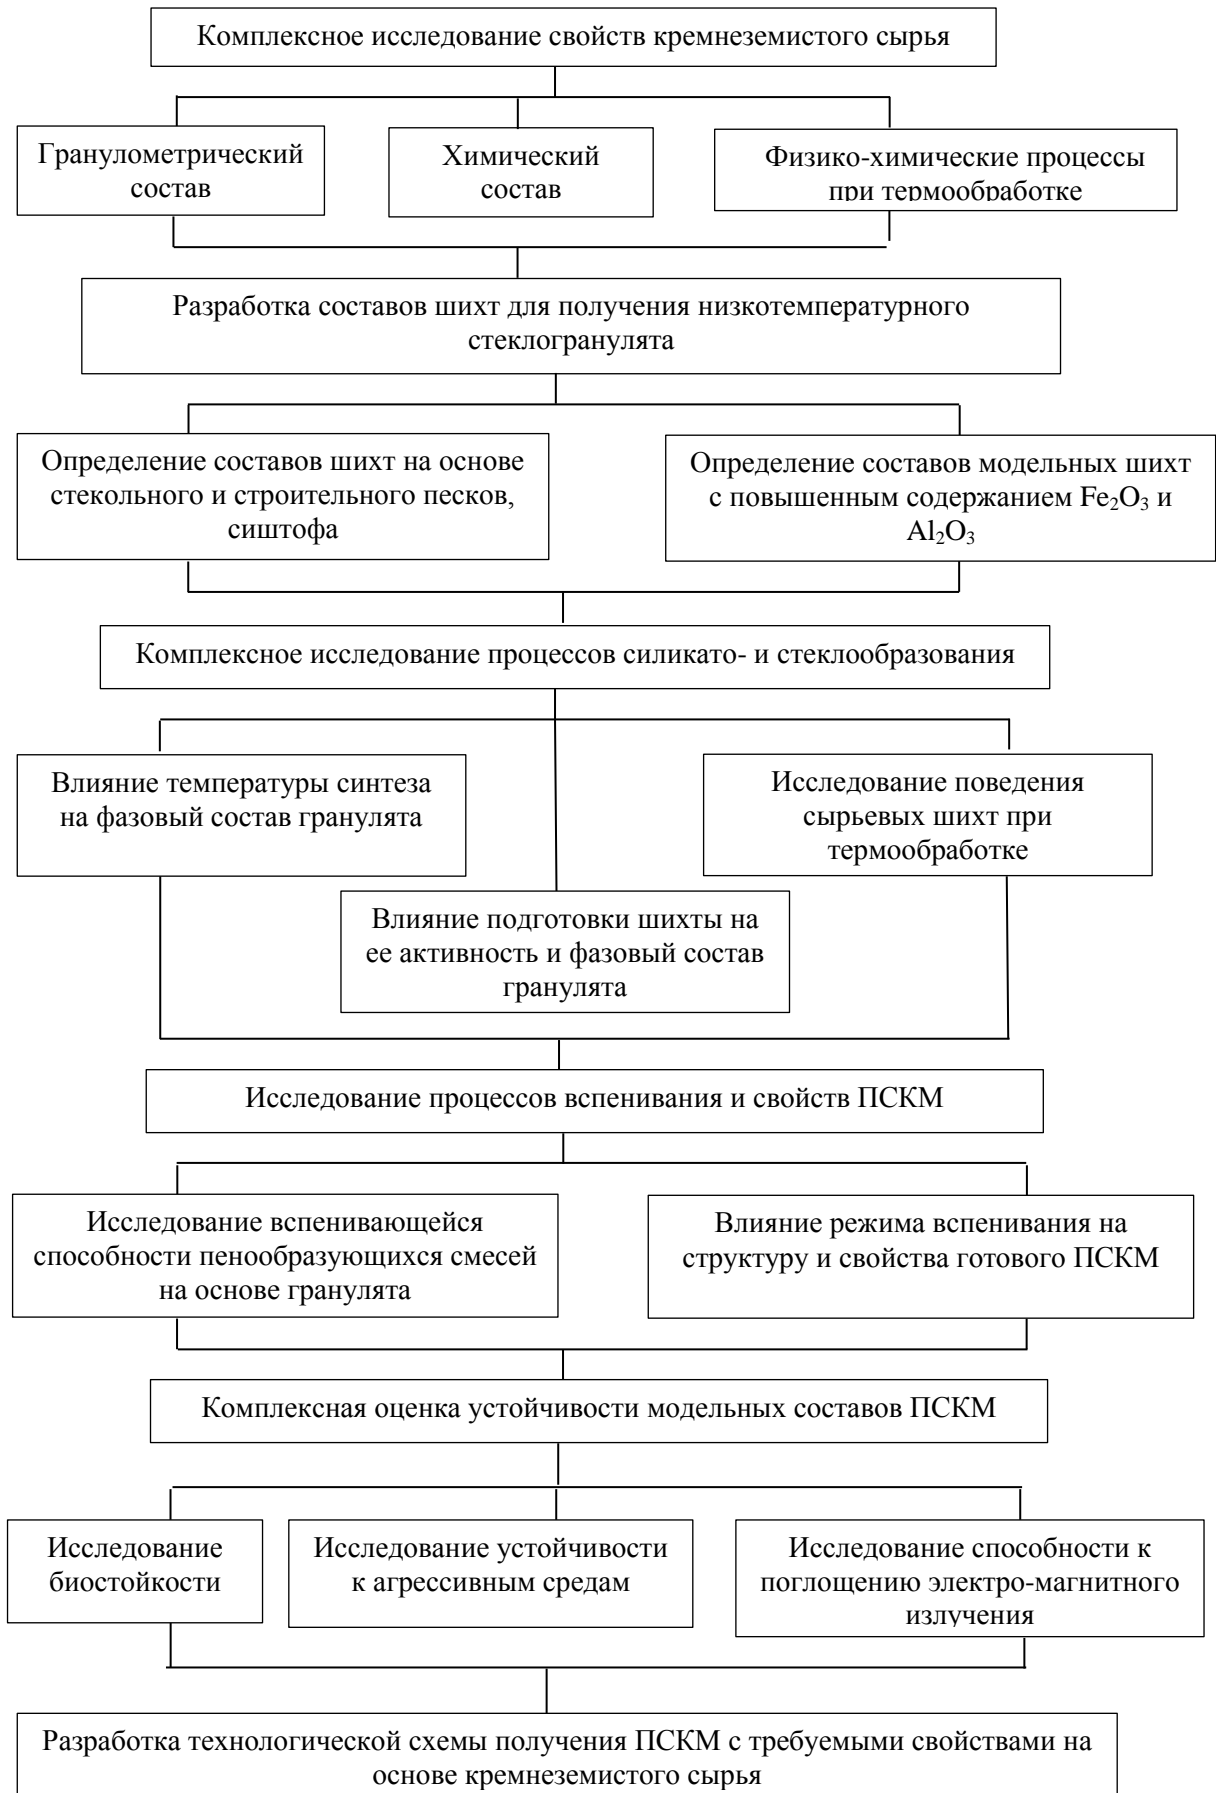 Комплексное исследование свойств кремнеземистого сырья
Гранулометрический
состав
Химический
состав
Физико-химические процессы
при термообработке
Разработка составов шихт для получения низкотемпературного
стеклогранулята
Определение составов шихт на основе
стекольного и строительного песков,
сиштофа
Определение составов модельных шихт
с повышенным содержанием Fe₂O₃ и
Al₂O₃
Комплексное исследование процессов силикато- и стеклообразования
Влияние температуры синтеза
на фазовый состав гранулята
Исследование поведения
сырьевых шихт при
термообработке
Влияние подготовки шихты на
ее активность и фазовый состав
гранулята
Исследование процессов вспенивания и свойств ПСКМ
Исследование вспенивающейся
способности пенообразующихся смесей
на основе гранулята
Влияние режима вспенивания на
структуру и свойства готового ПСКМ
Комплексная оценка устойчивости модельных составов ПСКМ
Исследование
биостойкости
Исследование устойчивости
к агрессивным средам
Исследование способности к
поглощению электро-магнитного
излучения
Разработка технологической схемы получения ПСКМ с требуемыми свойствами на
основе кремнеземистого сырья